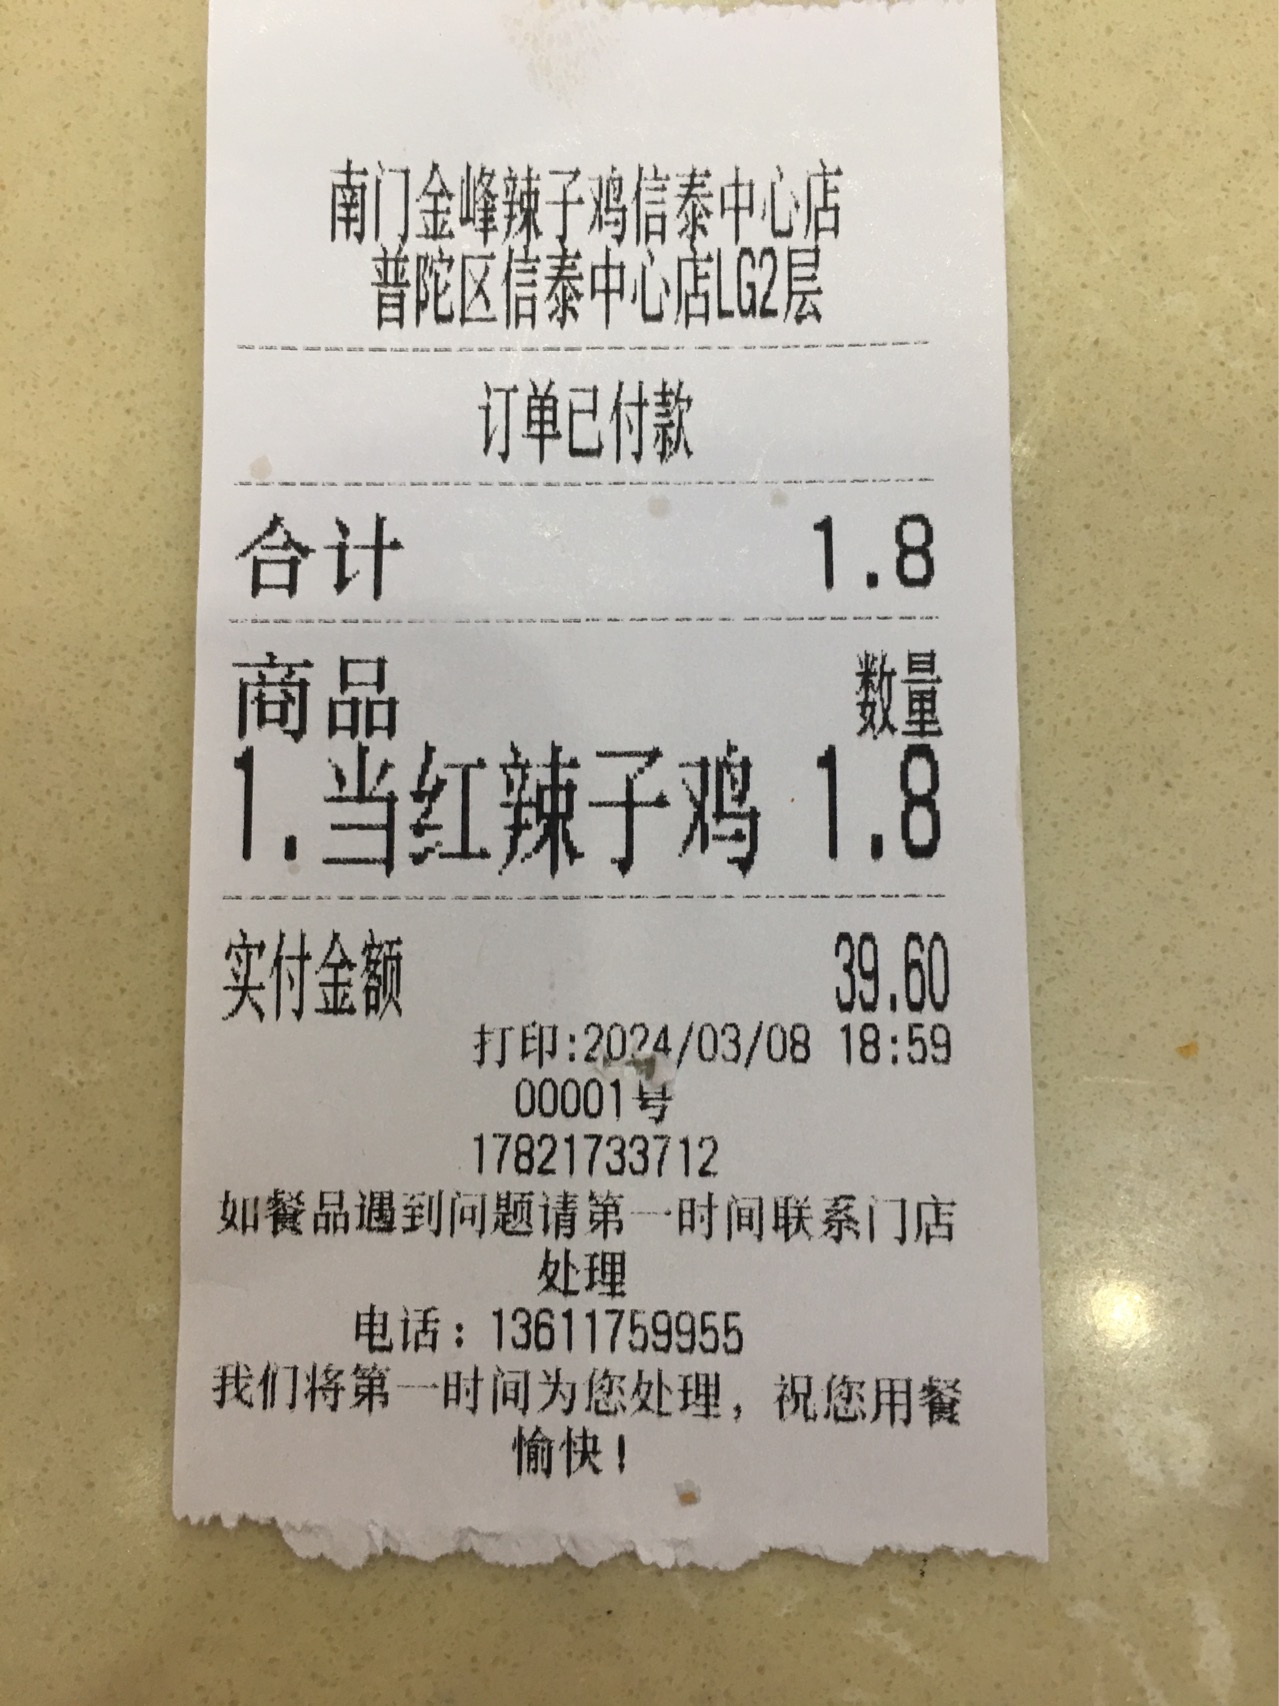 南门金峰辣子鸡信泰中心店
普陀区信泰中心店LG2层
订单已付款
合计 1.8
商品 数量
1.当红辣子鸡 1.8
实付金额 39.60
打印:2024/03/08 18:59
00001号
17821733712
如餐品遇到问题请第一时间联系门店
处理
电话：13611759955
我们将第一时间为您处理，祝您用餐
愉快！